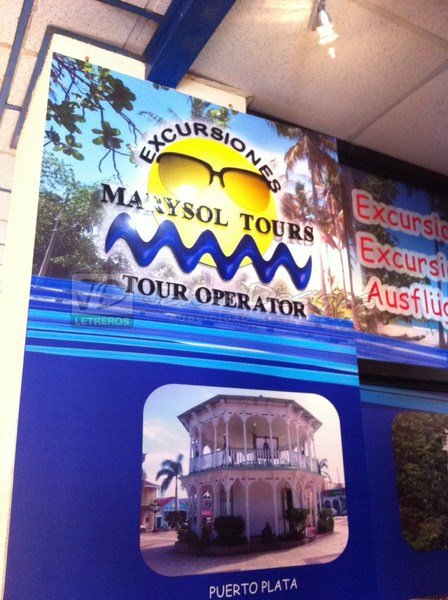 EXCURSIONES
MARYSOL TOURS
TOUR OPERATOR
LETREROS
PUERTO PLATA